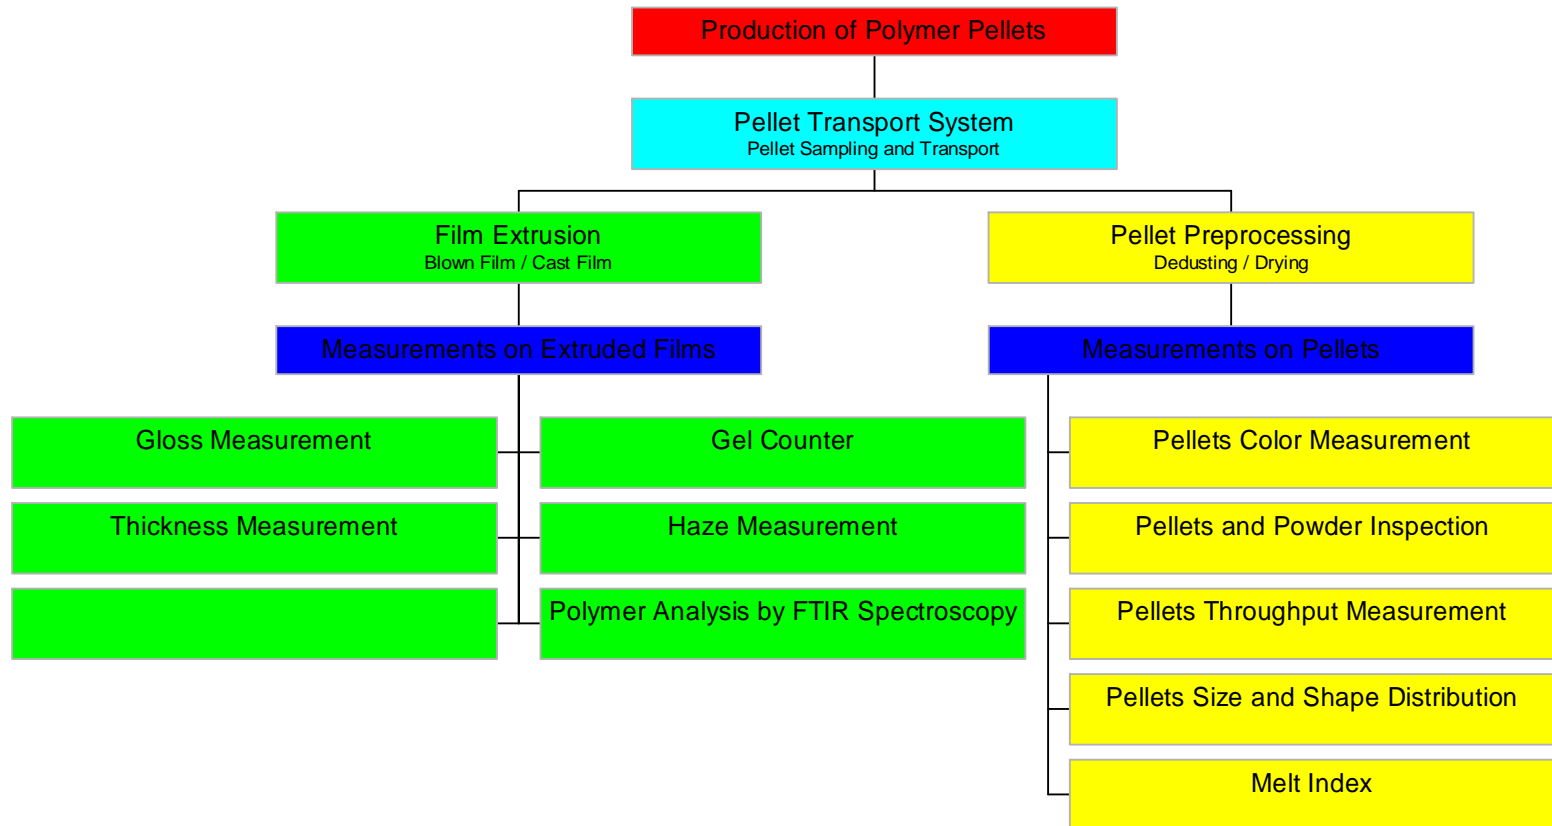 Production of Polymer Pellets
Pellet Transport System
Pellet Sampling and Transport
Film Extrusion
Blown Film / Cast Film
Pellet Preprocessing
Dedusting / Drying
Measurements on Extruded Films
Measurements on Pellets
Gloss Measurement
Gel Counter
Pellets Color Measurement
Thickness Measurement
Haze Measurement
Pellets and Powder Inspection
Polymer Analysis by FTIR Spectroscopy
Pellets Throughput Measurement
Pellets Size and Shape Distribution
Melt Index